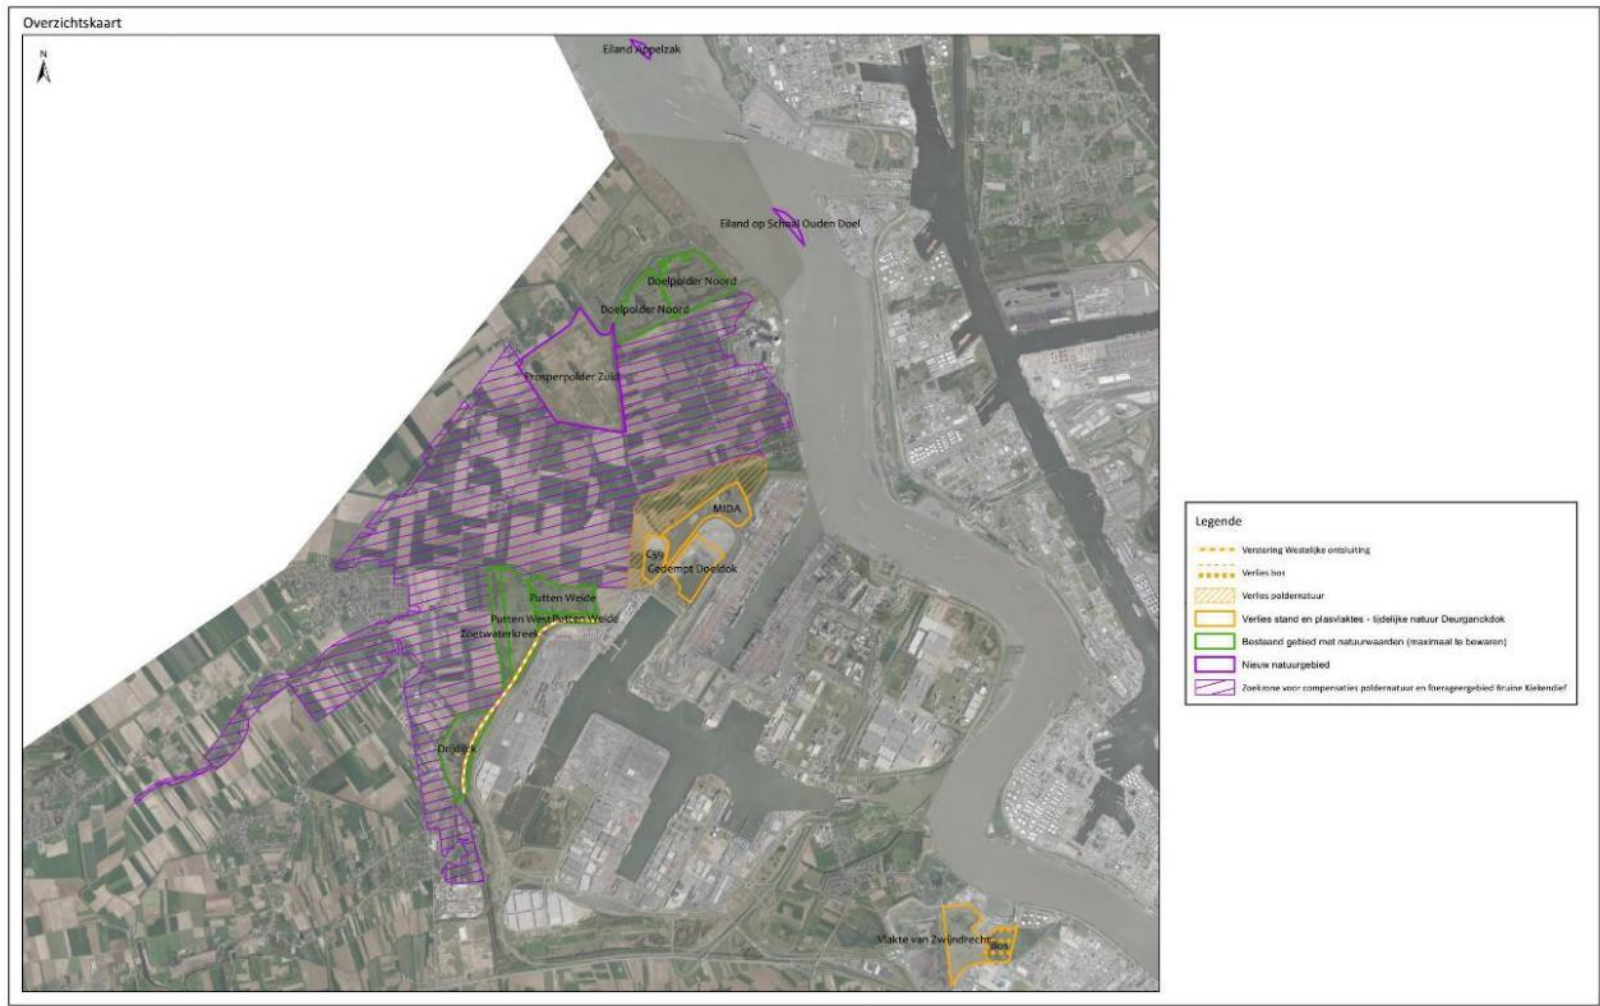 Overzichtskaart
N
Eiland Appelzak
Eiland op Schaal Ouden Doel
Doelpolder Noord
Doelpolder Noord
Prosperpolder Zuid
MIDA
C59
Gedempt Doeldok
Putten Weide
Putten West Putten Weide
Zoetwaterkreek
Drijdijck
Vlakte van Zwijndrecht
Bos
Legende
Verstoring Westelijke ontsluiting
Verlies bos
Verlies poldernatuur
Verlies stand en plasvlaktes - tijdelijke natuur Deurganckdok
Bestaand gebied met natuurwaarden (maximaal te bewaren)
Nieuw natuurgebied
Zoekzone voor compensaties poldernatuur en foerageergebied Bruine Kiekendief